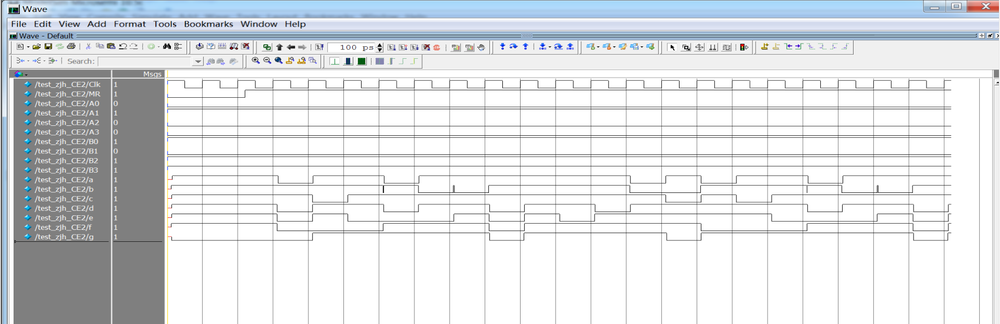 Wave
File Edit View Add Format Tools Bookmarks Window Help
Wave - Default
100 ps
Search:
Msgs
/test_zjh_CE2/Clk 1
/test_zjh_CE2/MR 1
/test_zjh_CE2/A0 0
/test_zjh_CE2/A1 1
/test_zjh_CE2/A2 0
/test_zjh_CE2/A3 0
/test_zjh_CE2/B0 1
/test_zjh_CE2/B1 0
/test_zjh_CE2/B2 1
/test_zjh_CE2/B3 1
/test_zjh_CE2/a 1
/test_zjh_CE2/b 1
/test_zjh_CE2/c 1
/test_zjh_CE2/d 1
/test_zjh_CE2/e 1
/test_zjh_CE2/f 1
/test_zjh_CE2/g 1